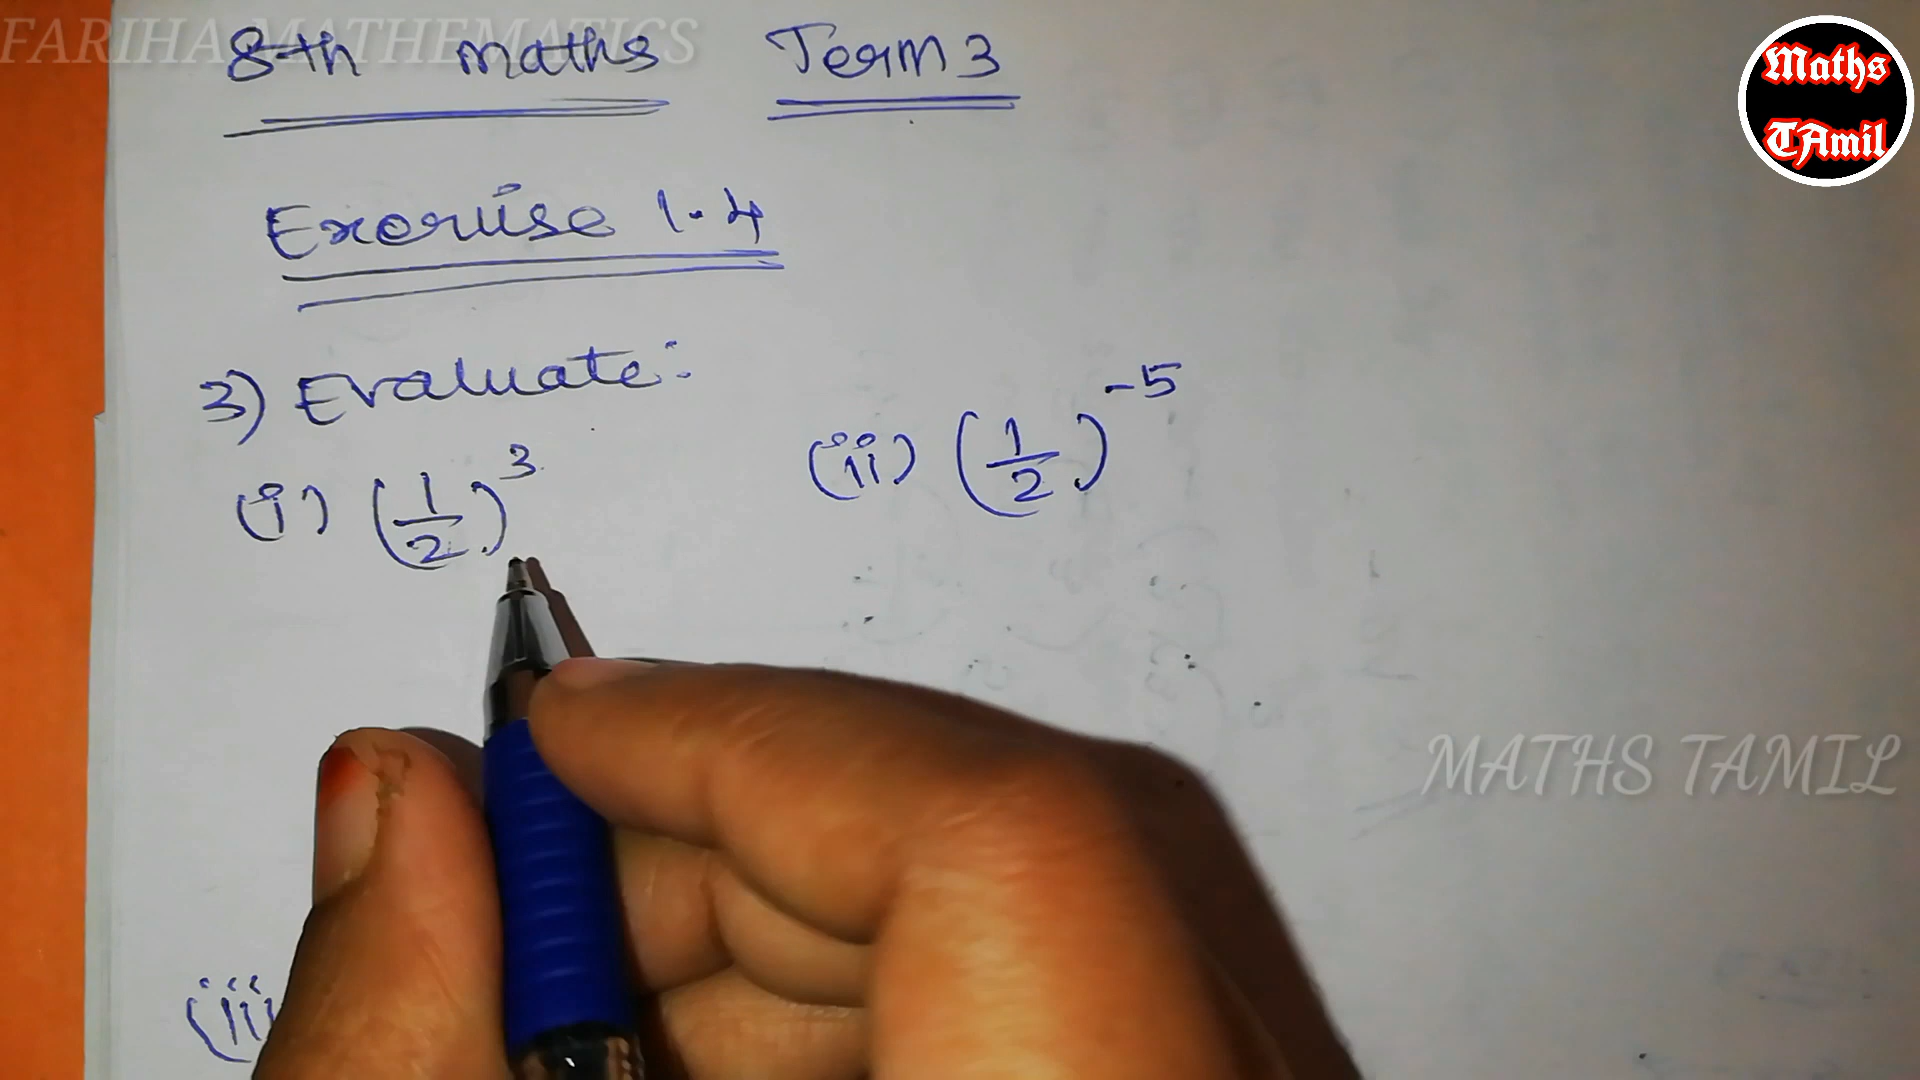 FARIHA MATHEMATICS
8th maths Term 3
Maths
TAmil
Exercise 1.4
3) Evaluate:
(i) (1/2)^3 (ii) (1/2)^-5
MATHS TAMIL
(iii